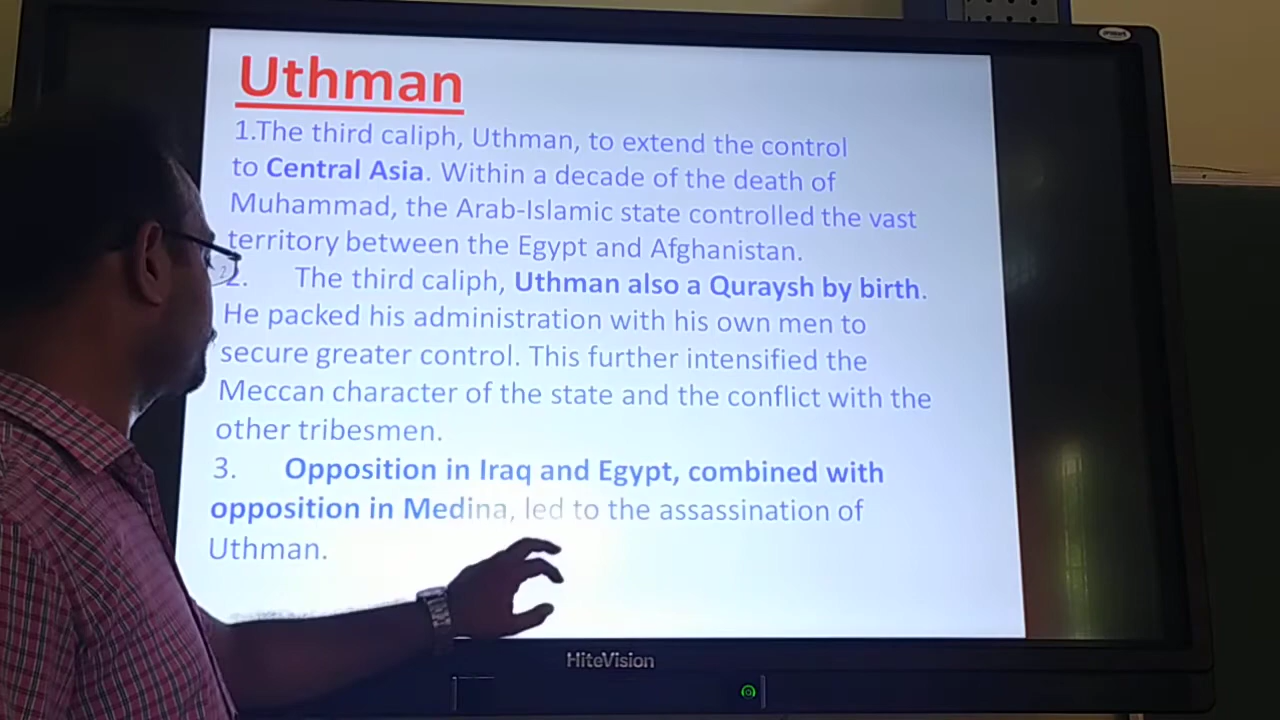 Uthman
1.The third caliph, Uthman, to extend the control
to Central Asia. Within a decade of the death of
Muhammad, the Arab-Islamic state controlled the vast
territory between the Egypt and Afghanistan.
2. The third caliph, Uthman also a Quraysh by birth.
He packed his administration with his own men to
secure greater control. This further intensified the
Meccan character of the state and the conflict with the
other tribesmen.
3. Opposition in Iraq and Egypt, combined with
opposition in Medina, led to the assassination of
Uthman.
HiteVision